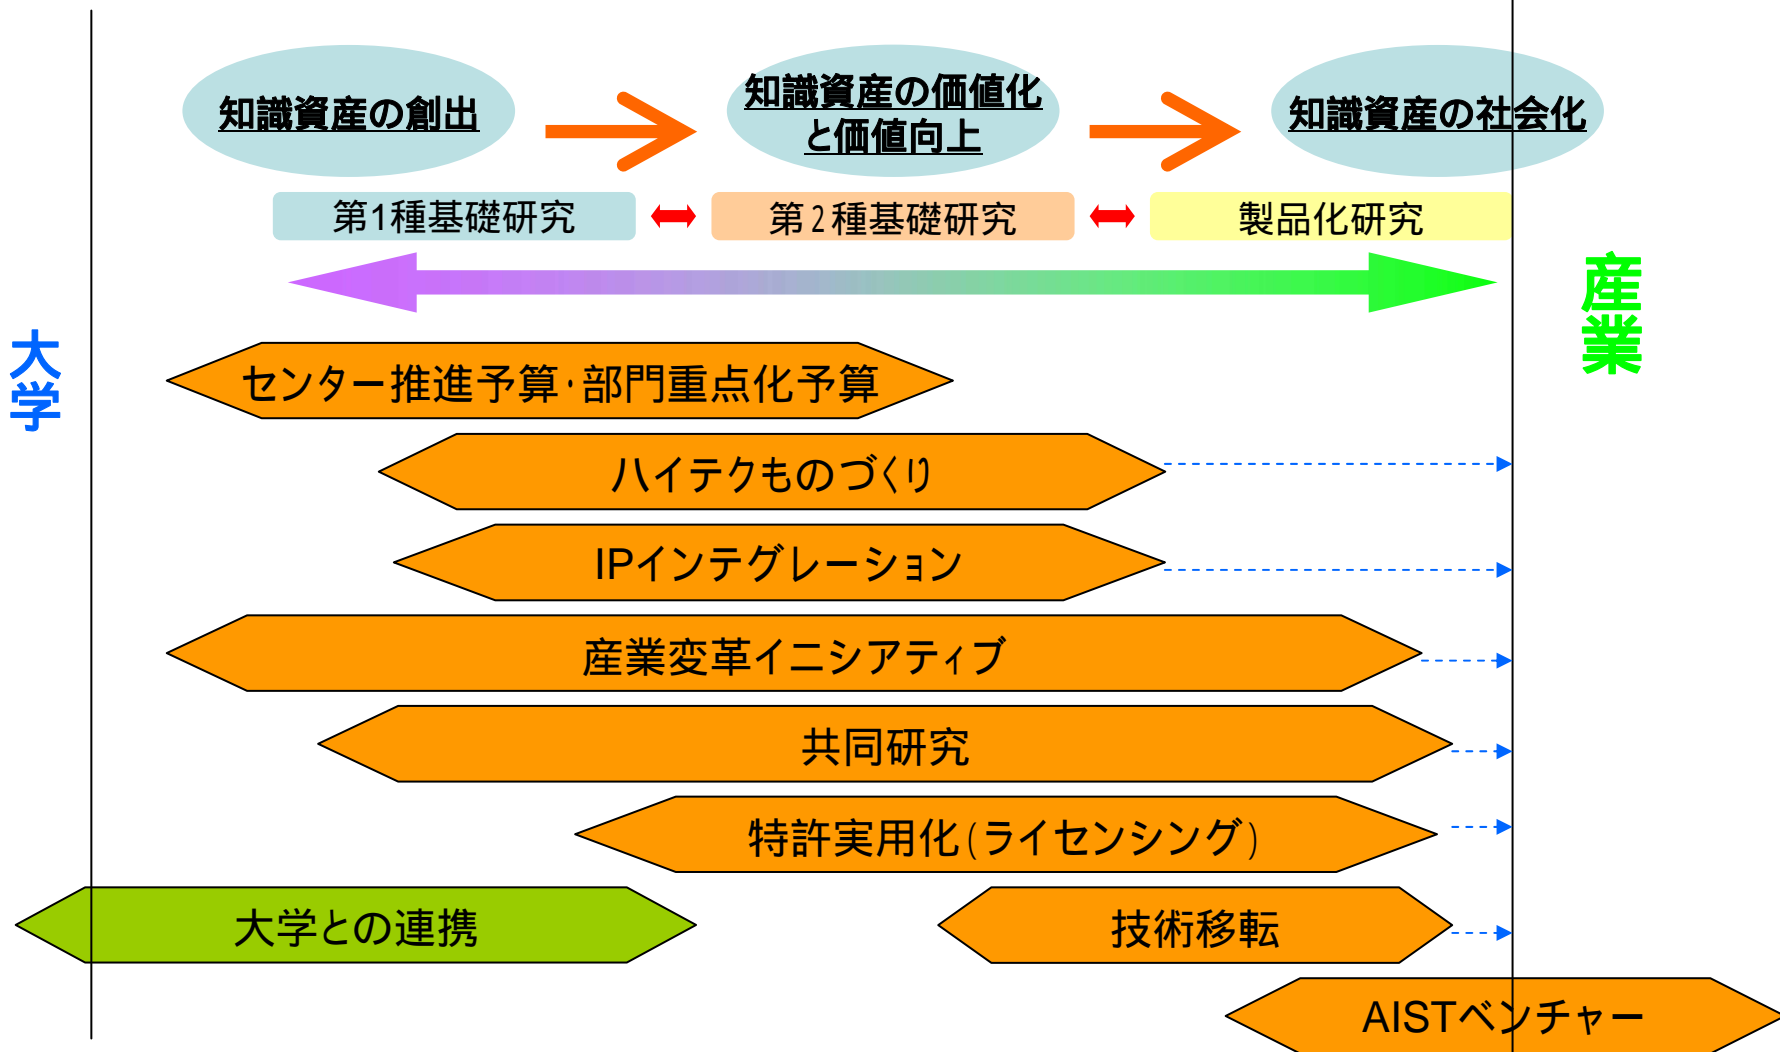 知識資産の創出
知識資産の価値化
と価値向上
知識資産の社会化
第1種基礎研究
第2種基礎研究
製品化研究
大学
産業
センター推進予算・部門重点化予算
ハイテクものづくり
IPインテグレーション
産業変革イニシアティブ
共同研究
特許実用化(ライセンシング)
大学との連携
技術移転
AISTベンチャー